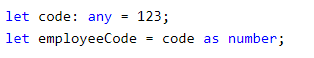 let code: any = 123;
let employeeCode = code as number;